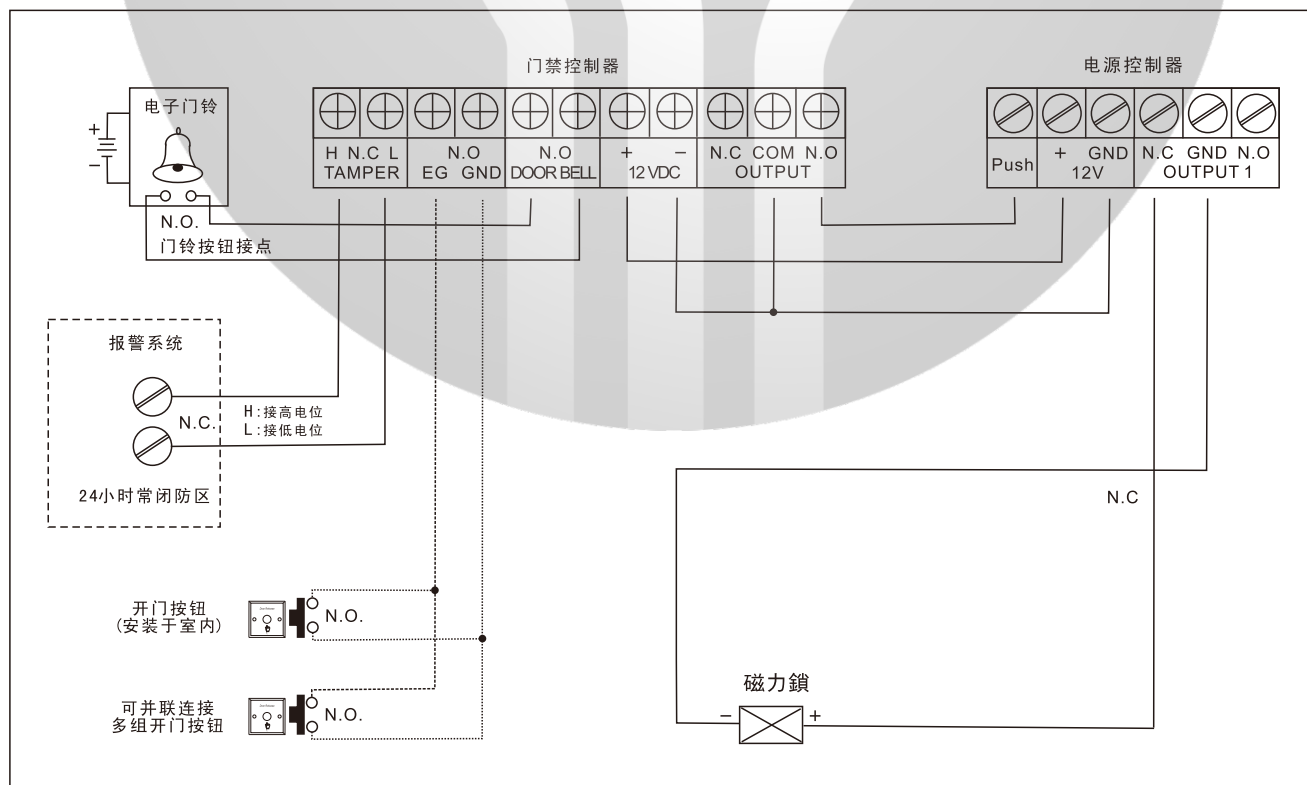 门禁控制器
电源控制器
电子门铃
+
−
H N.C L
TAMPER
N.O
EG GND
N.O
DOOR BELL
+ −
12 VDC
N.C COM N.O
OUTPUT
Push
+ GND
12V
N.C GND N.O
OUTPUT 1
N.O.
门铃按钮接点
报警系统
N.C.
H:接高电位
L:接低电位
24小时常闭防区
N.C
开门按钮
(安装于室内)
N.O.
可并联连接
多组开门按钮
N.O.
磁力鎖
− +